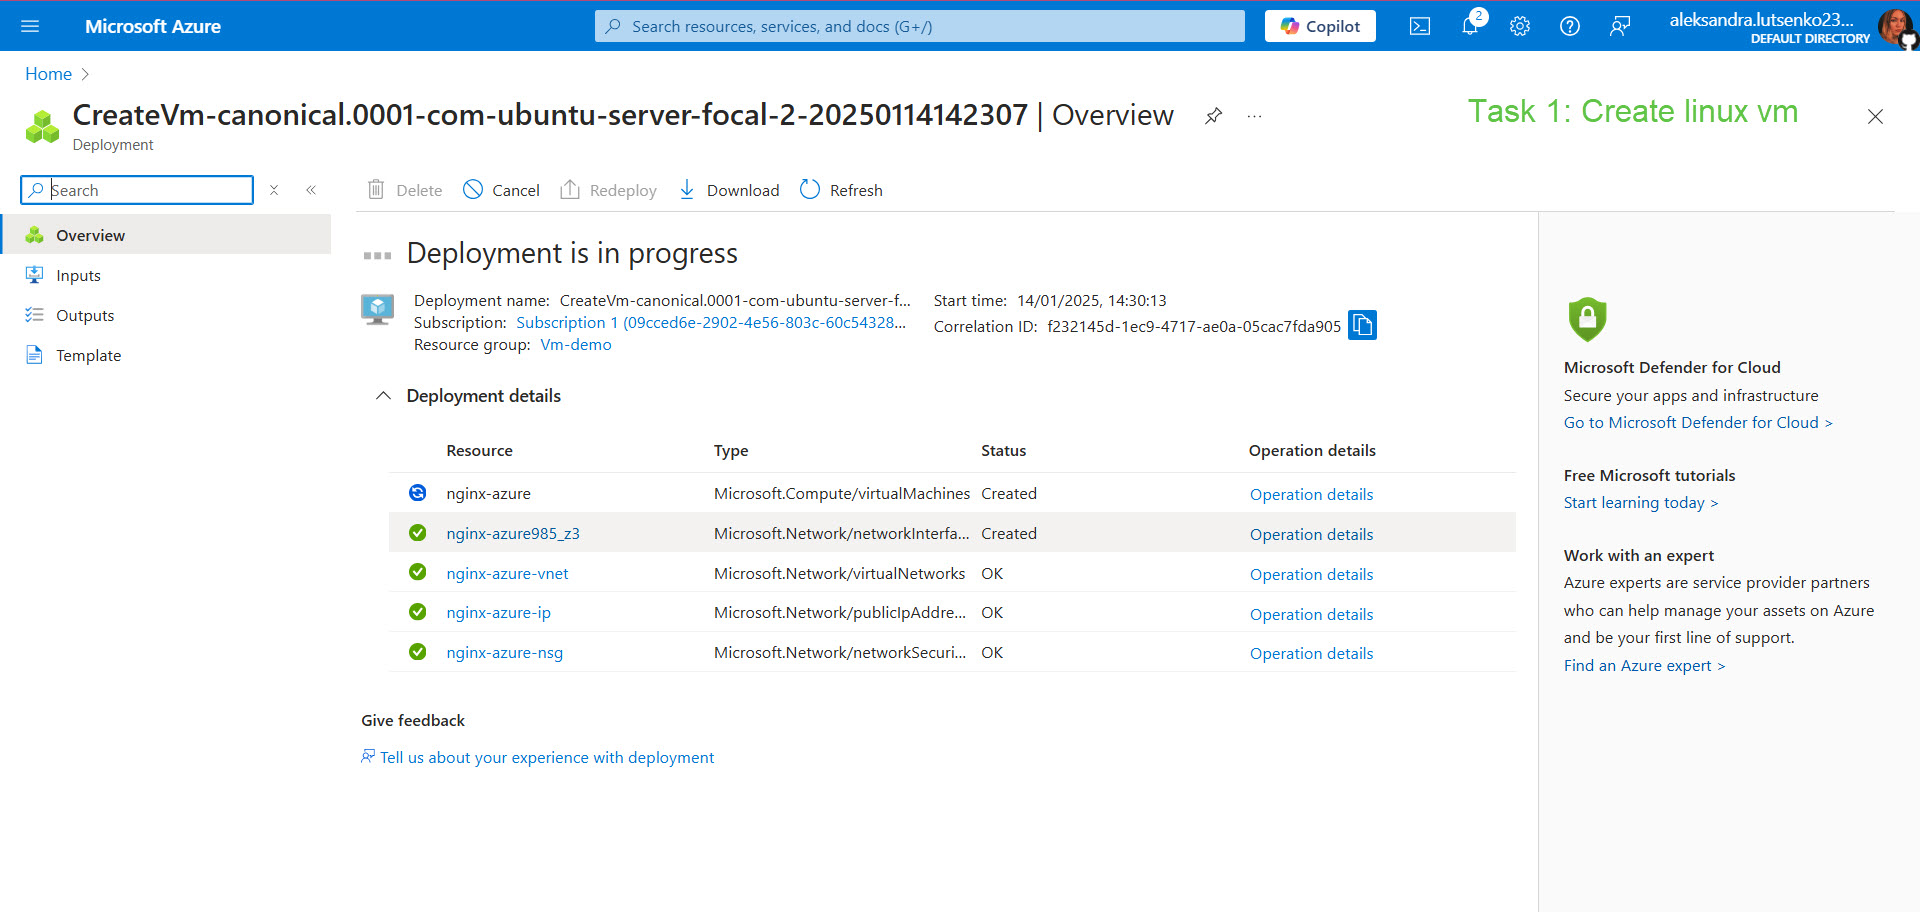 Microsoft Azure
Search resources, services, and docs (G+/)
Copilot
2
aleksandra.lutsenko23...
DEFAULT DIRECTORY
Home
CreateVm-canonical.0001-com-ubuntu-server-focal-2-20250114142307 | Overview
...
Task 1: Create linux vm
Deployment
Search
Delete
Cancel
Redeploy
Download
Refresh
Overview
Inputs
Outputs
Template
Deployment is in progress
Deployment name: CreateVm-canonical.0001-com-ubuntu-server-f...
Subscription: Subscription 1 (09cced6e-2902-4e56-803c-60c54328...
Resource group: Vm-demo
Start time: 14/01/2025, 14:30:13
Correlation ID: f232145d-1ec9-4717-ae0a-05cac7fda905
Deployment details
Resource Type Status Operation details
nginx-azure Microsoft.Compute/virtualMachines Created Operation details
nginx-azure985_z3 Microsoft.Network/networkInterfa... Created Operation details
nginx-azure-vnet Microsoft.Network/virtualNetworks OK Operation details
nginx-azure-ip Microsoft.Network/publicIpAddre... OK Operation details
nginx-azure-nsg Microsoft.Network/networkSecuri... OK Operation details
Give feedback
Tell us about your experience with deployment
Microsoft Defender for Cloud
Secure your apps and infrastructure
Go to Microsoft Defender for Cloud >
Free Microsoft tutorials
Start learning today >
Work with an expert
Azure experts are service provider partners
who can help manage your assets on Azure
and be your first line of support.
Find an Azure expert >